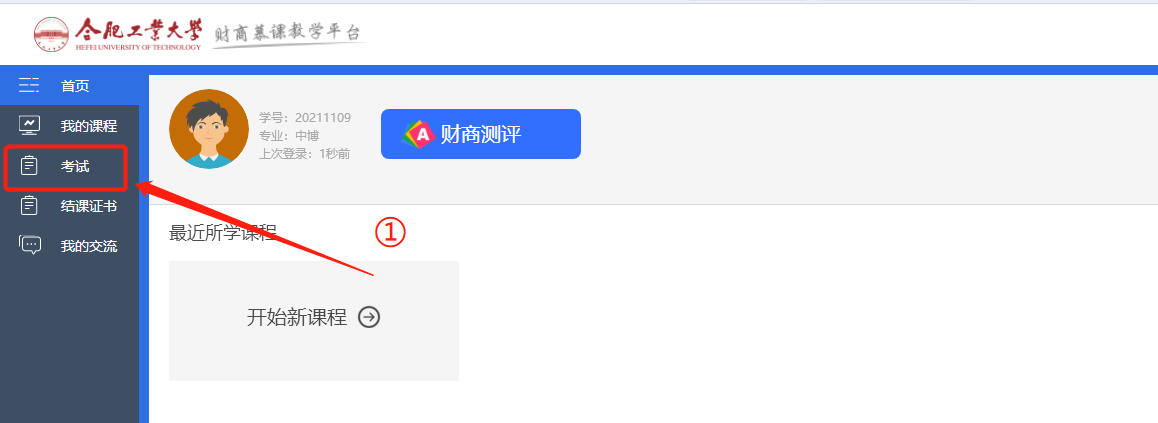 合肥工业大学 财商慕课教学平台
HEFEI UNIVERSITY OF TECHNOLOGY
首页
我的课程
考试
结课证书
我的交流
学号：20211109
专业：中博
上次登录：1秒前
A 财商测评
①
最近所学课程
开始新课程